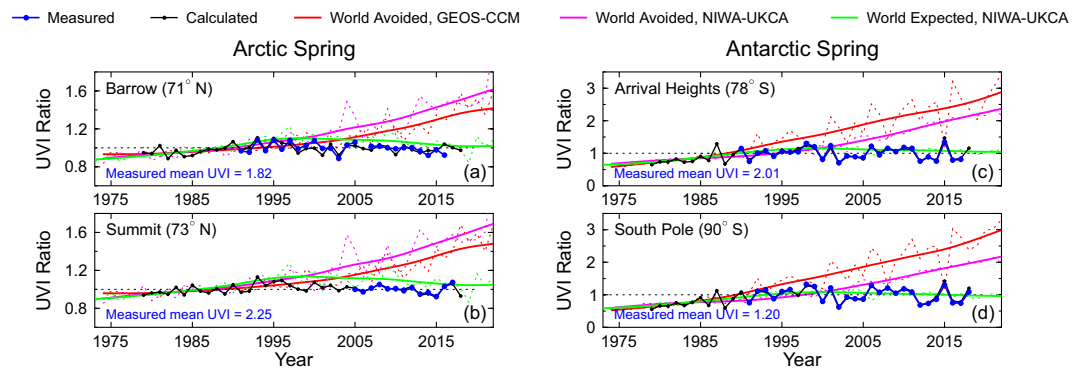 Measured Calculated World Avoided, GEOS-CCM World Avoided, NIWA-UKCA World Expected, NIWA-UKCA
Arctic Spring
Antarctic Spring
UVI Ratio
1.6
1.2
0.8
Barrow (71° N)
Measured mean UVI = 1.82
(a)
1975 1985 1995 2005 2015
UVI Ratio
3
2
1
0
Arrival Heights (78° S)
Measured mean UVI = 2.01
(c)
1975 1985 1995 2005 2015
UVI Ratio
1.6
1.2
0.8
Summit (73° N)
Measured mean UVI = 2.25
(b)
1975 1985 1995 2005 2015
Year
UVI Ratio
3
2
1
0
South Pole (90° S)
Measured mean UVI = 1.20
(d)
1975 1985 1995 2005 2015
Year